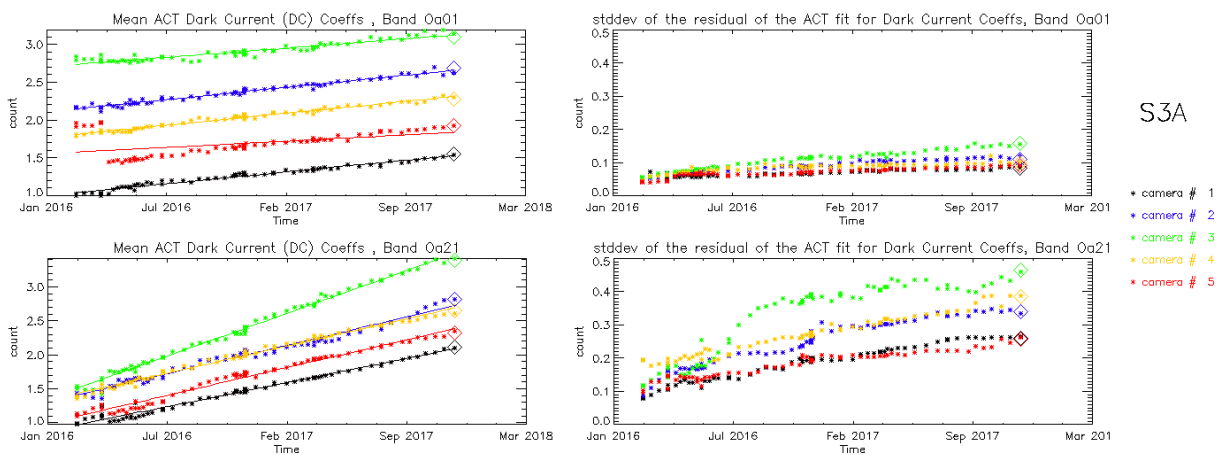 Mean ACT Dark Current (DC) Coeffs , Band Oa01
count
3.0
2.5
2.0
1.5
1.0
Jan 2016 Jul 2016 Feb 2017 Sep 2017 Mar 2018
Time
stddev of the residual of the ACT fit for Dark Current Coeffs, Band Oa01
count
0.5
0.4
0.3
0.2
0.1
0.0
Jan 2016 Jul 2016 Feb 2017 Sep 2017 Mar 201
Time
Mean ACT Dark Current (DC) Coeffs , Band Oa21
count
3.0
2.5
2.0
1.5
1.0
Jan 2016 Jul 2016 Feb 2017 Sep 2017 Mar 2018
Time
stddev of the residual of the ACT fit for Dark Current Coeffs, Band Oa21
count
0.5
0.4
0.3
0.2
0.1
0.0
Jan 2016 Jul 2016 Feb 2017 Sep 2017 Mar 201
Time
S3A
camera # 1
camera # 2
camera # 3
camera # 4
camera # 5